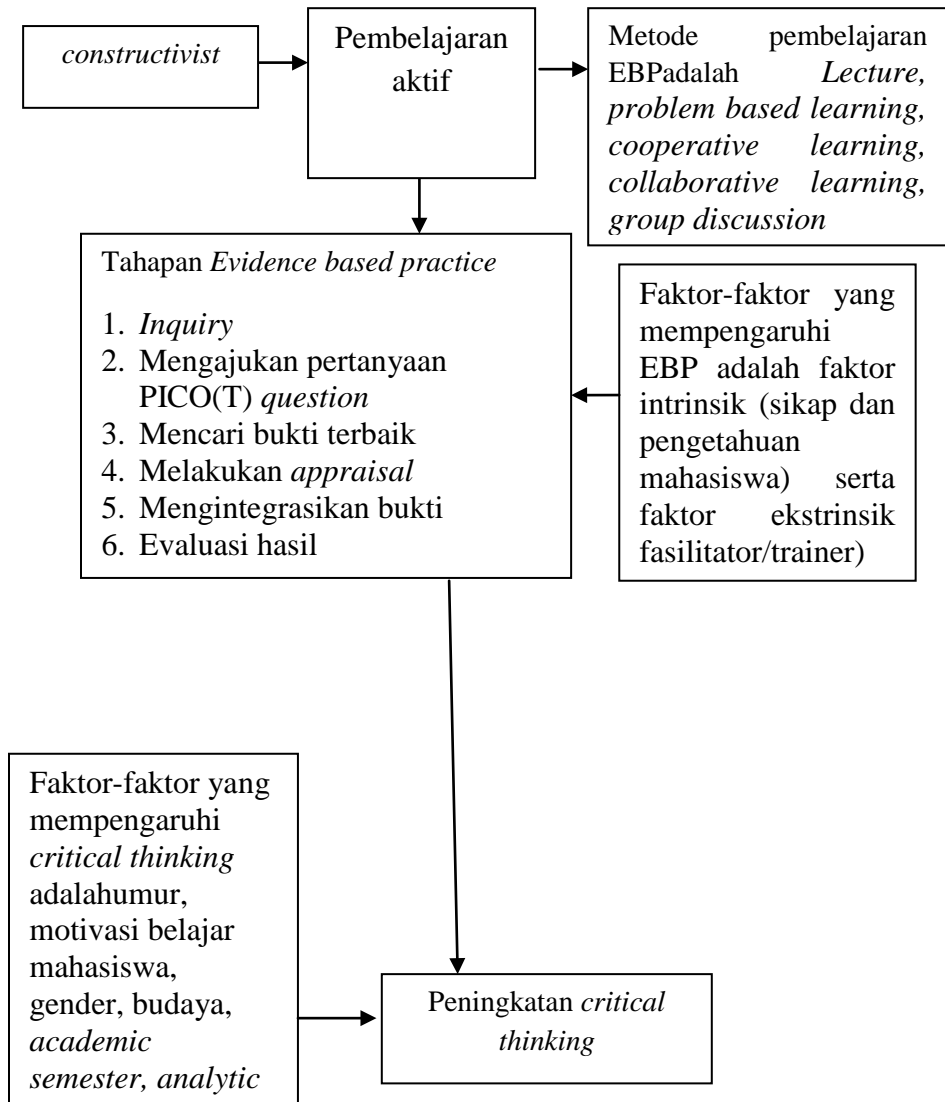 constructivist
Pembelajaran
aktif
Metode pembelajaran
EBPadalah Lecture,
problem based learning,
cooperative learning,
collaborative learning,
group discussion
Tahapan Evidence based practice
1. Inquiry
2. Mengajukan pertanyaan
PICO(T) question
3. Mencari bukti terbaik
4. Melakukan appraisal
5. Mengintegrasikan bukti
6. Evaluasi hasil
Faktor-faktor yang
mempengaruhi
EBP adalah faktor
intrinsik (sikap dan
pengetahuan
mahasiswa) serta
faktor ekstrinsik
fasilitator/trainer)
Faktor-faktor yang
mempengaruhi
critical thinking
adalahumur,
motivasi belajar
mahasiswa,
gender, budaya,
academic
semester, analytic
Peningkatan critical
thinking